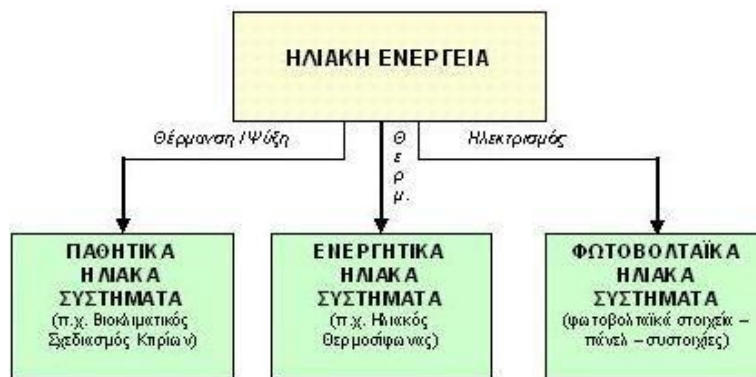 ΗΛΙΑΚΗ ΕΝΕΡΓΕΙΑ
Θέρμανση / Ψύξη
Θερμ.
Ηλεκτρισμός
ΠΑΘΗΤΙΚΑ
ΗΛΙΑΚΑ
ΣΥΣΤΗΜΑΤΑ
(π.χ. Βιοκλιματικός
Σχεδιασμός Κτιρίων)
ΕΝΕΡΓΗΤΙΚΑ
ΗΛΙΑΚΑ
ΣΥΣΤΗΜΑΤΑ
(π.χ. Ηλιακός
Θερμοσίφωνας)
ΦΩΤΟΒΟΛΤΑΪΚΑ
ΗΛΙΑΚΑ
ΣΥΣΤΗΜΑΤΑ
(φωτοβολταϊκά στοιχεία –
πάνελ – συστοιχίες)